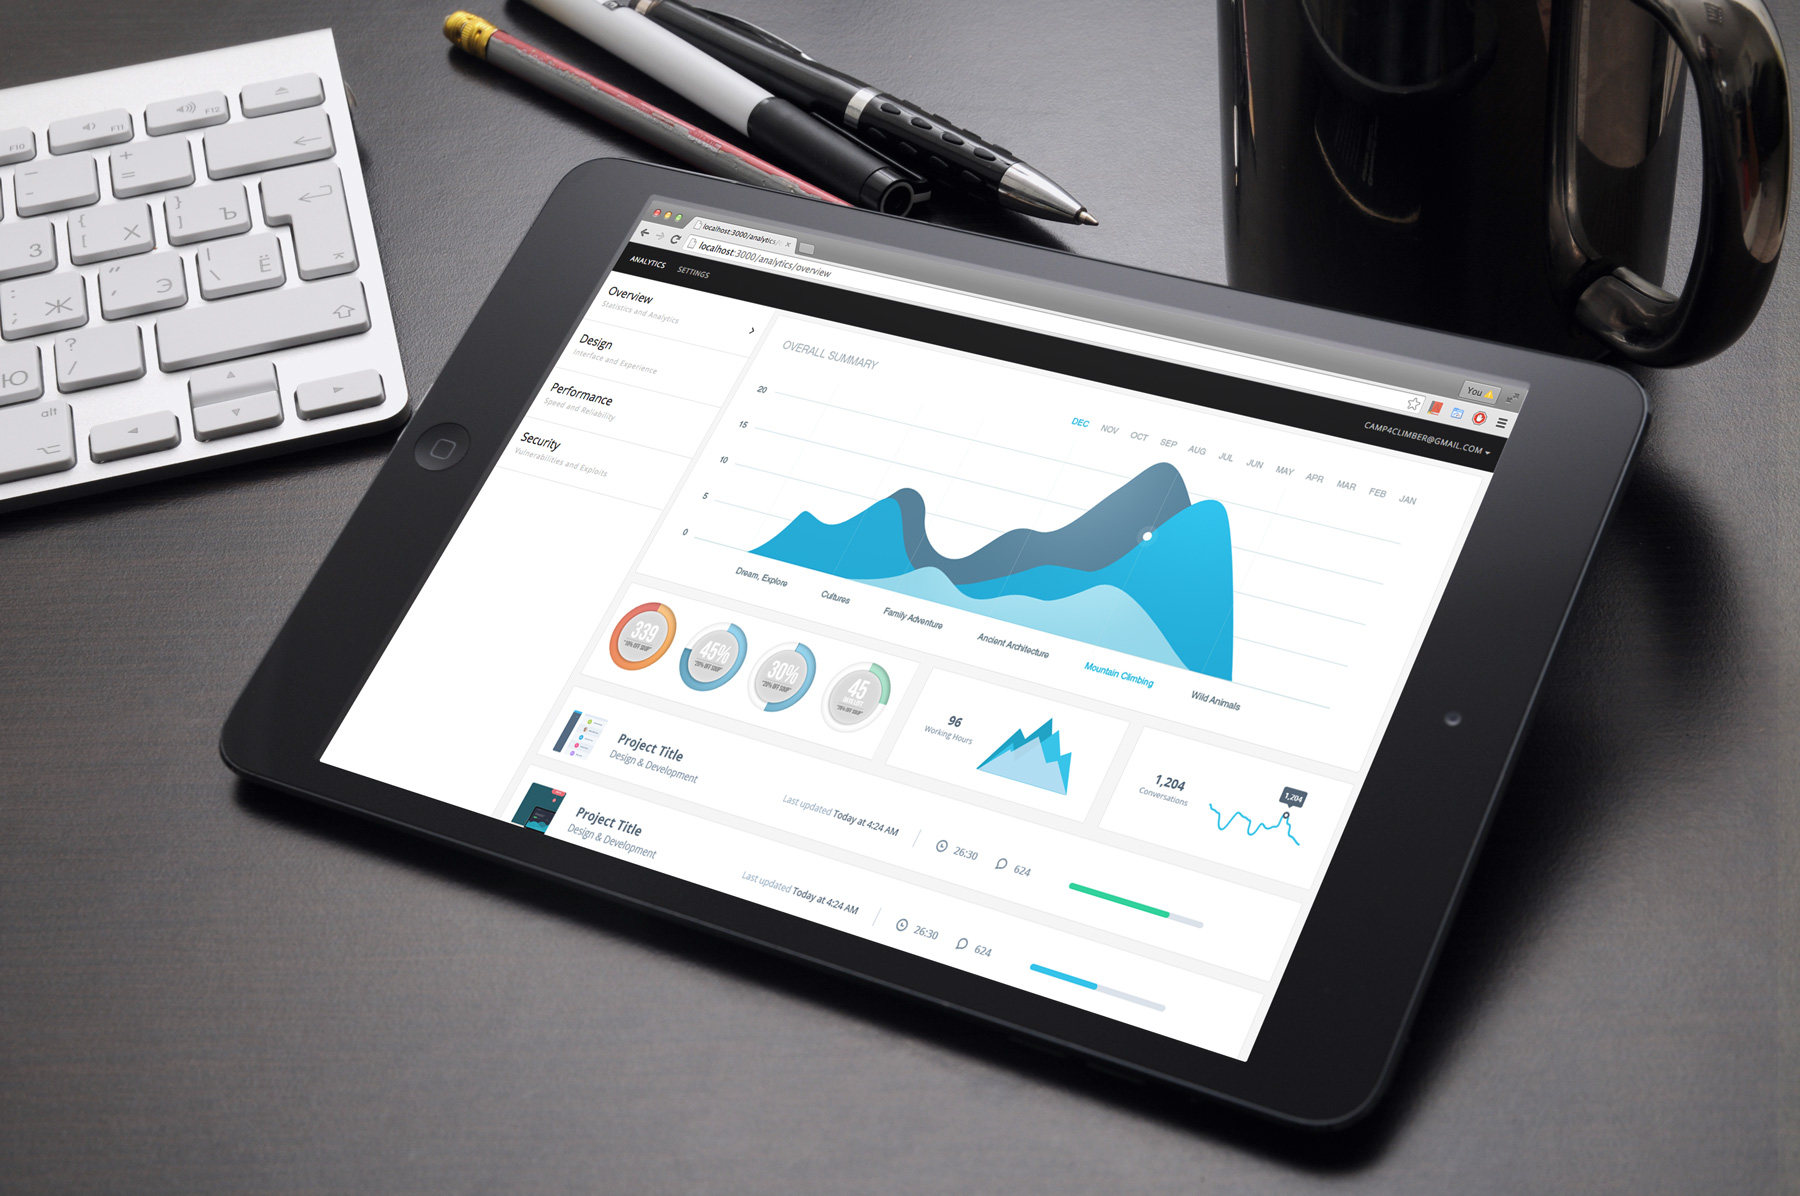 F10
F11
F12
-
+
=
З
{
[
Х
}
]
Ъ
:
;
Ж
"
'
Э
|
\
Ё
Ю
?
/
alt
localhost:3000/analytics/
localhost:3000/analytics/overview
You
ANALYTICS
SETTINGS
CAMP4CLIMBER@GMAIL.COM
Overview
Statistics and Analytics
Design
Interface and Experience
Performance
Speed and Reliability
Security
Vulnerabilities and Exploits
OVERALL SUMMARY
DEC NOV OCT SEP AUG JUL JUN MAY APR MAR FEB JAN
20
15
10
5
0
Dream, Explore
Cultures
Family Adventure
Ancient Architecture
Mountain Climbing
Wild Animals
339
45%
30%
45
96
Working Hours
1,204
Conversations
1,204
Project Title
Design & Development
Last updated Today at 4:24 AM
26:30
624
Project Title
Design & Development
Last updated Today at 4:24 AM
26:30
624